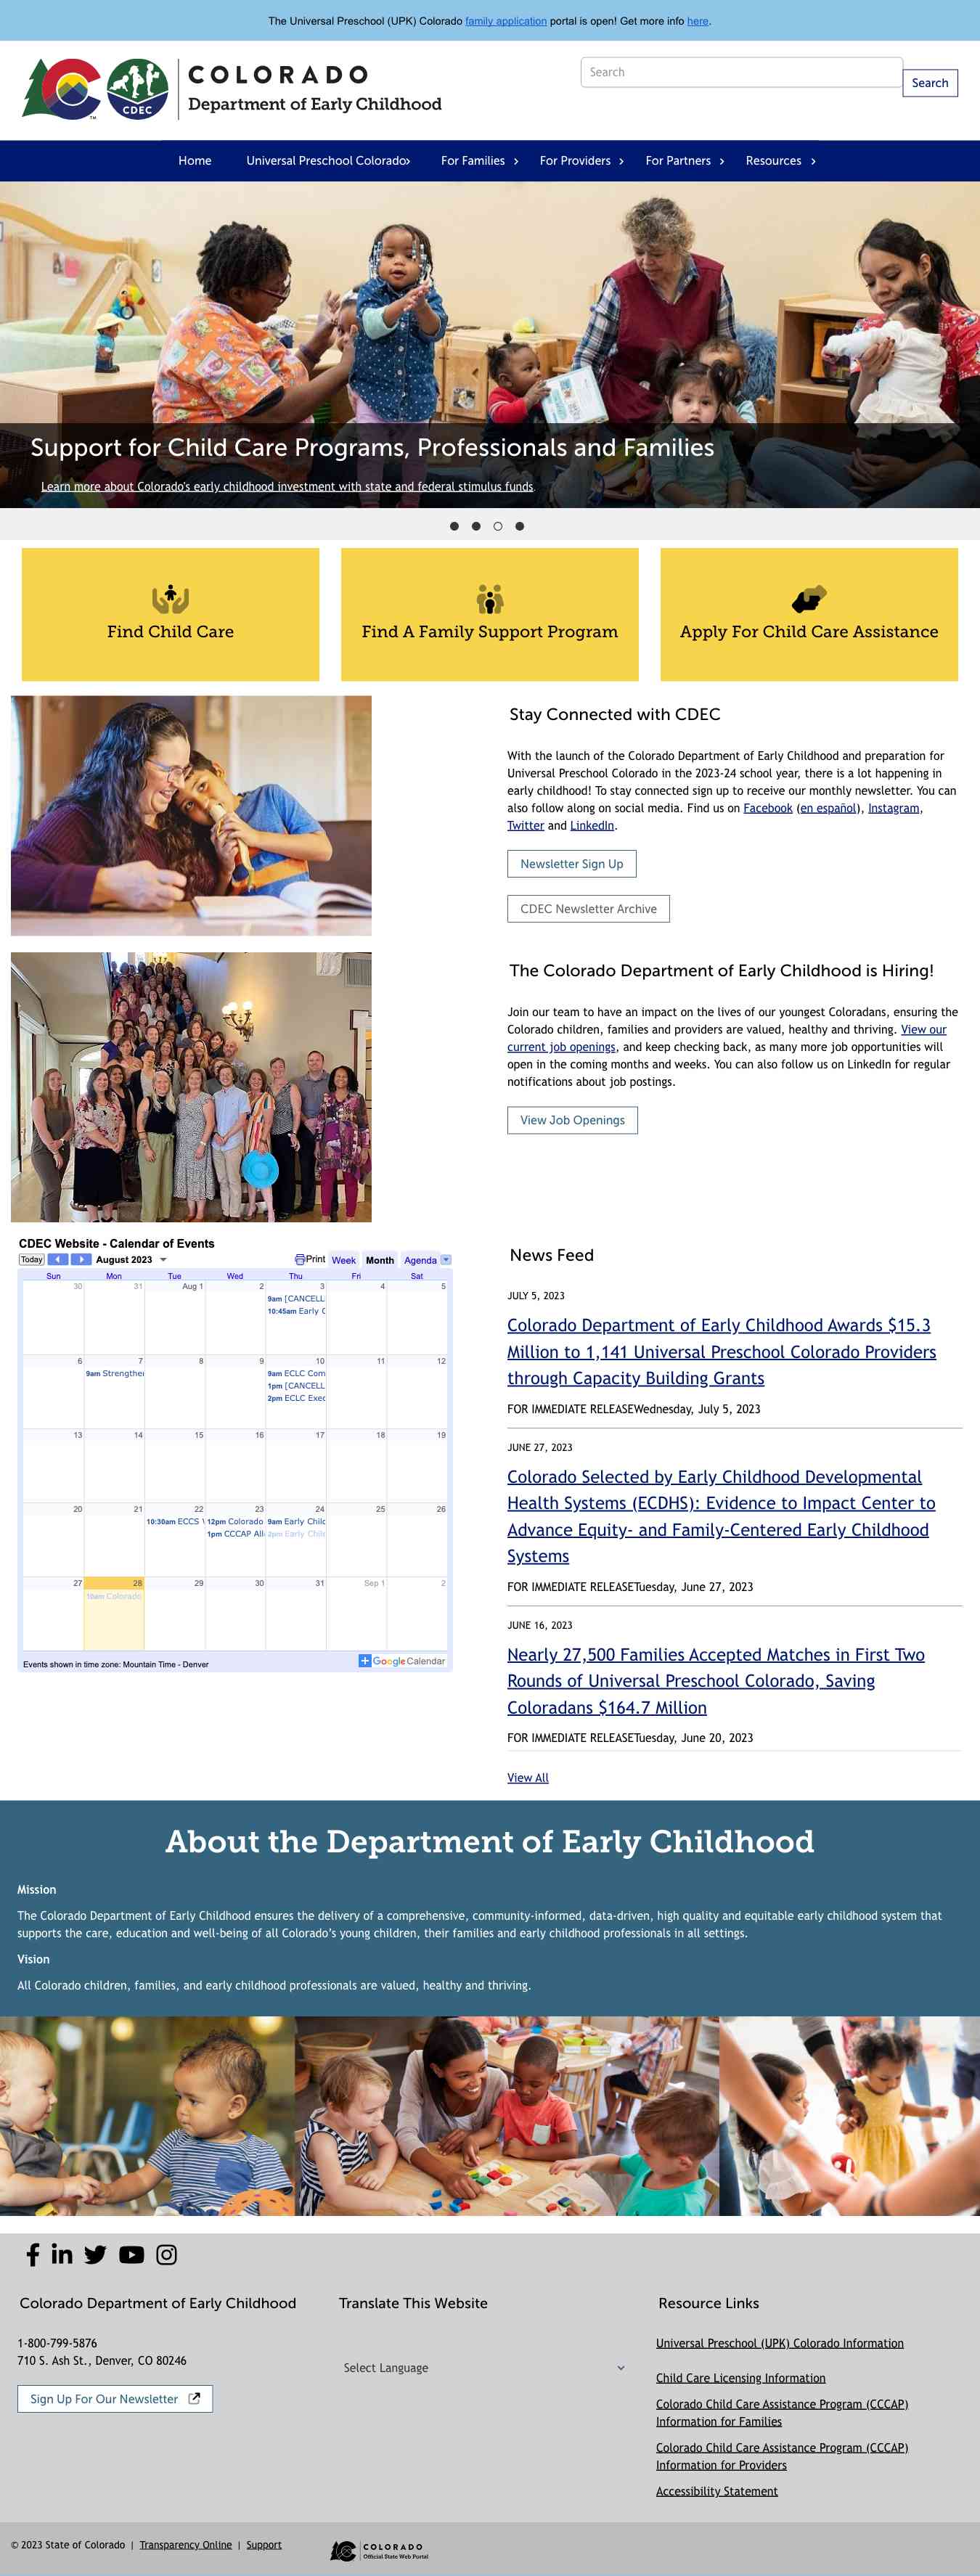 The Universal Preschool (UPK) Colorado family application portal is open! Get more info here.
CDEC
TM
COLORADO
Department of Early Childhood
Search
Search
Home
Universal Preschool Colorado
For Families
For Providers
For Partners
Resources
Support for Child Care Programs, Professionals and Families
Learn more about Colorado's early childhood investment with state and federal stimulus funds.
Find Child Care
Find A Family Support Program
Apply For Child Care Assistance
Stay Connected with CDEC
With the launch of the Colorado Department of Early Childhood and preparation for
Universal Preschool Colorado in the 2023-24 school year, there is a lot happening in
early childhood! To stay connected sign up to receive our monthly newsletter. You can
also follow along on social media. Find us on Facebook (en español), Instagram,
Twitter and LinkedIn.
Newsletter Sign Up
CDEC Newsletter Archive
The Colorado Department of Early Childhood is Hiring!
Join our team to have an impact on the lives of our youngest Coloradans, ensuring the
Colorado children, families and providers are valued, healthy and thriving. View our
current job openings, and keep checking back, as many more job opportunities will
open in the coming months and weeks. You can also follow us on LinkedIn for regular
notifications about job postings.
View Job Openings
CDEC Website - Calendar of Events
Today August 2023 Print Week Month Agenda
Sun Mon Tue Wed Thu Fri Sat
30 31 Aug 1 2 3 4 5
9am [CANCELL
10:45am Early C
6 7 8 9 10 11 12
9am Strengthen 9am ECLC Com
1pm [CANCELL
2pm ECLC Exec
13 14 15 16 17 18 19
20 21 22 23 24 25 26
10:30am ECCS 12pm Colorado 9am Early Chilc
1pm CCCAP All 2pm Early Chil
27 28 29 30 31 Sep 1 2
10am Colorado
Events shown in time zone: Mountain Time - Denver
Google Calendar
News Feed
JULY 5, 2023
Colorado Department of Early Childhood Awards $15.3
Million to 1,141 Universal Preschool Colorado Providers
through Capacity Building Grants
FOR IMMEDIATE RELEASEWednesday, July 5, 2023
JUNE 27, 2023
Colorado Selected by Early Childhood Developmental
Health Systems (ECDHS): Evidence to Impact Center to
Advance Equity- and Family-Centered Early Childhood
Systems
FOR IMMEDIATE RELEASETuesday, June 27, 2023
JUNE 16, 2023
Nearly 27,500 Families Accepted Matches in First Two
Rounds of Universal Preschool Colorado, Saving
Coloradans $164.7 Million
FOR IMMEDIATE RELEASETuesday, June 20, 2023
View All
About the Department of Early Childhood
Mission
The Colorado Department of Early Childhood ensures the delivery of a comprehensive, community-informed, data-driven, high quality and equitable early childhood system that
supports the care, education and well-being of all Colorado's young children, their families and early childhood professionals in all settings.
Vision
All Colorado children, families, and early childhood professionals are valued, healthy and thriving.
Colorado Department of Early Childhood
1-800-799-5876
710 S. Ash St., Denver, CO 80246
Sign Up For Our Newsletter
Translate This Website
Select Language
Resource Links
Universal Preschool (UPK) Colorado Information
Child Care Licensing Information
Colorado Child Care Assistance Program (CCCAP)
Information for Families
Colorado Child Care Assistance Program (CCCAP)
Information for Providers
Accessibility Statement
© 2023 State of Colorado | Transparency Online | Support
COLORADO
Official State Web Portal